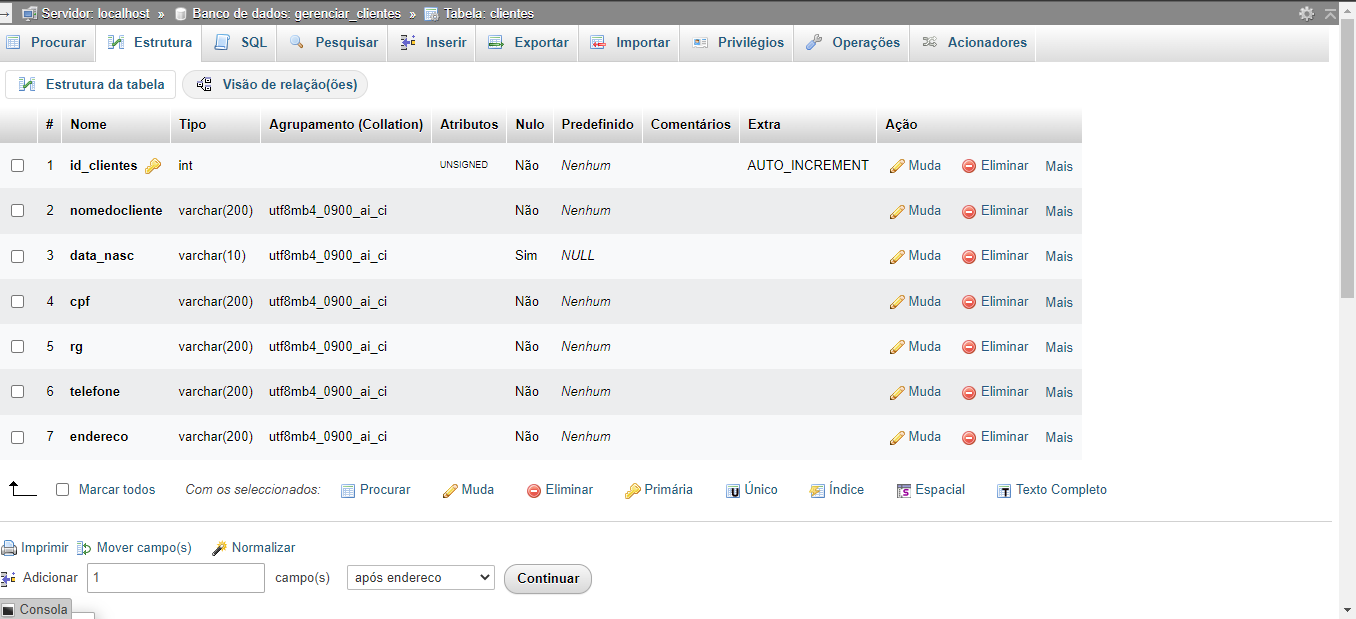 Servidor: localhost » Banco de dados: gerenciar_clientes » Tabela: clientes
Procurar Estrutura SQL Pesquisar Inserir Exportar Importar Privilégios Operações Acionadores
Estrutura da tabela Visão de relação(ões)
# Nome Tipo Agrupamento (Collation) Atributos Nulo Predefinido Comentários Extra Ação
1 id_clientes int UNSIGNED Não Nenhum AUTO_INCREMENT Muda Eliminar Mais
2 nomedocliente varchar(200) utf8mb4_0900_ai_ci Não Nenhum Muda Eliminar Mais
3 data_nasc varchar(10) utf8mb4_0900_ai_ci Sim NULL Muda Eliminar Mais
4 cpf varchar(200) utf8mb4_0900_ai_ci Não Nenhum Muda Eliminar Mais
5 rg varchar(200) utf8mb4_0900_ai_ci Não Nenhum Muda Eliminar Mais
6 telefone varchar(200) utf8mb4_0900_ai_ci Não Nenhum Muda Eliminar Mais
7 endereco varchar(200) utf8mb4_0900_ai_ci Não Nenhum Muda Eliminar Mais
Marcar todos Com os seleccionados: Procurar Muda Eliminar Primária Único Índice Espacial Texto Completo
Imprimir Mover campo(s) Normalizar
Adicionar 1 campo(s) após endereco Continuar
Consola